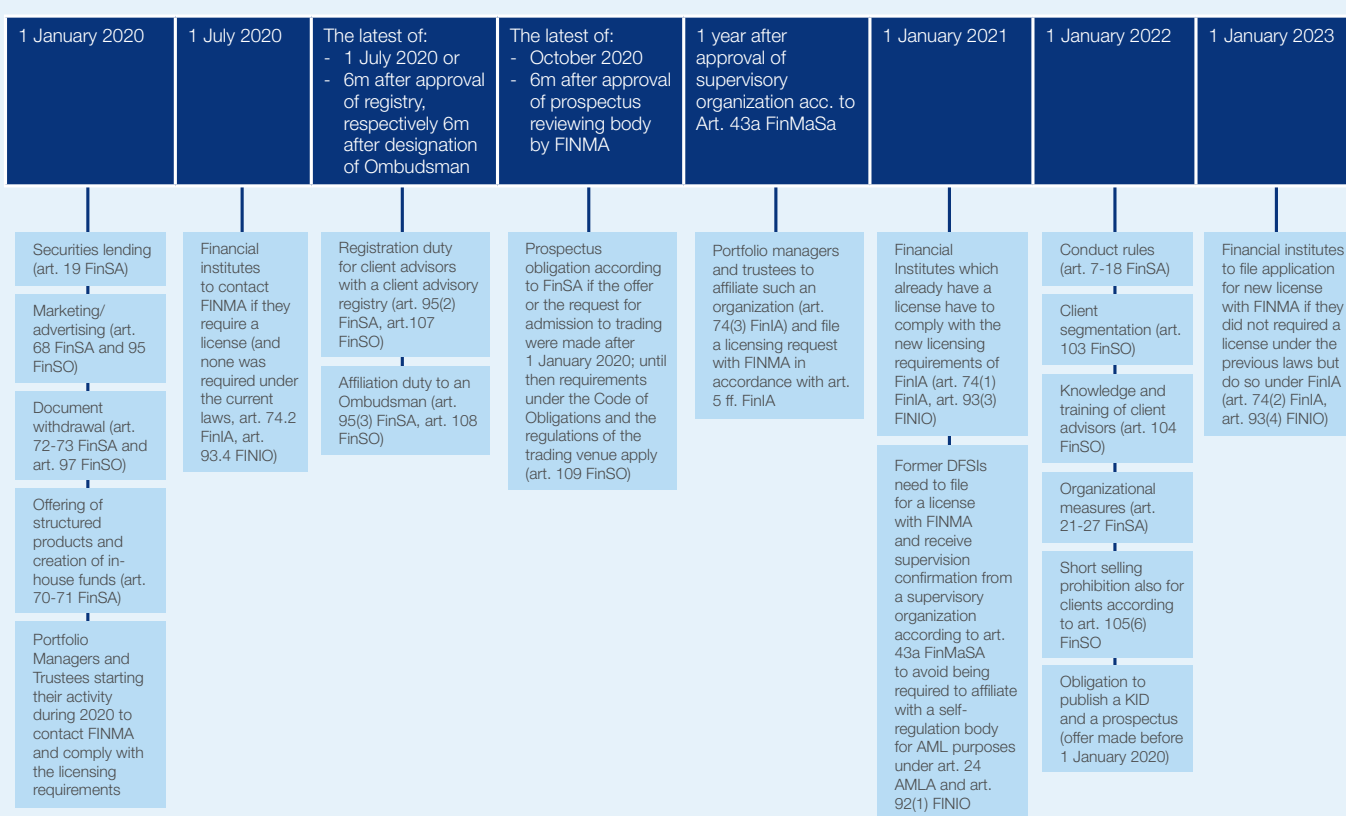 1 January 2020
1 July 2020
The latest of:
- 1 July 2020 or
- 6m after approval
of registry,
respectively 6m
after designation
of Ombudsman
The latest of:
- October 2020
- 6m after approval
of prospectus
reviewing body
by FINMA
1 year after
approval of
supervisory
organization acc. to
Art. 43a FinMaSa
1 January 2021
1 January 2022
1 January 2023
Securities lending
(art. 19 FinSA)
Marketing/
advertising (art.
68 FinSA and 95
FinSO)
Document
withdrawal (art.
72-73 FinSA and
art. 97 FinSO)
Offering of
structured
products and
creation of in-
house funds (art.
70-71 FinSA)
Portfolio
Managers and
Trustees starting
their activity
during 2020 to
contact FINMA
and comply with
the licensing
requirements
Financial
institutes
to contact
FINMA if they
require a
license (and
none was
required under
the current
laws, art. 74.2
FinIA, art.
93.4 FINIO)
Registration duty
for client advisors
with a client advisory
registry (art. 95(2)
FinSA, art.107
FinSO)
Affiliation duty to an
Ombudsman (art.
95(3) FinSA, art. 108
FinSO)
Prospectus
obligation according
to FinSA if the offer
or the request for
admission to trading
were made after
1 January 2020; until
then requirements
under the Code of
Obligations and the
regulations of the
trading venue apply
(art. 109 FinSO)
Portfolio managers
and trustees to
affiliate such an
organization (art.
74(3) FinIA) and file
a licensing request
with FINMA in
accordance with art.
5 ff. FinIA
Financial
Institutes which
already have a
license have to
comply with the
new licensing
requirements of
FinIA (art. 74(1)
FinIA, art. 93(3)
FINIO)
Former DFSIs
need to file
for a license
with FINMA
and receive
supervision
confirmation from
a supervisory
organization
according to art.
43a FinMaSA
to avoid being
required to affiliate
with a self-
regulation body
for AML purposes
under art. 24
AMLA and art.
92(1) FINIO
Conduct rules
(art. 7-18 FinSA)
Client
segmentation (art.
103 FinSO)
Knowledge and
training of client
advisors (art. 104
FinSO)
Organizational
measures (art.
21-27 FinSA)
Short selling
prohibition also for
clients according
to art. 105(6)
FinSO
Obligation to
publish a KID
and a prospectus
(offer made before
1 January 2020)
Financial institutes
to file application
for new license
with FINMA if they
did not required a
license under the
previous laws but
do so under FinIA
(art. 74(2) FinIA,
art. 93(4) FINIO)